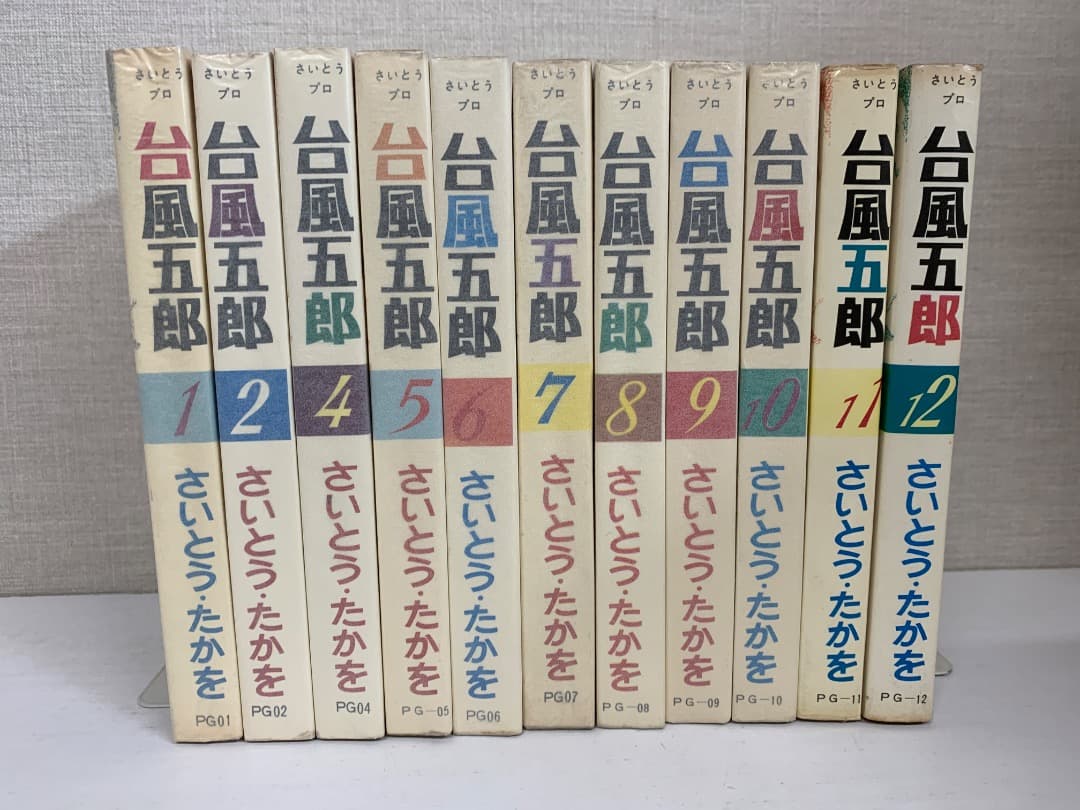 さいとう
プロ
台風五郎
1
さいとう・たかを
PG01
さいとう
プロ
台風五郎
2
さいとう・たかを
PG02
さいとう
プロ
台風五郎
4
さいとう・たかを
PG04
さいとう
プロ
台風五郎
5
さいとう・たかを
PG-05
さいとう
プロ
台風五郎
6
さいとう・たかを
PG06
さいとう
プロ
台風五郎
7
さいとう・たかを
PG07
さいとう
プロ
台風五郎
8
さいとう・たかを
PG-08
さいとう
プロ
台風五郎
9
さいとう・たかを
PG-09
さいとう
プロ
台風五郎
10
さいとう・たかを
PG-10
さいとう
プロ
台風五郎
11
さいとう・たかを
PG-11
さいとう
プロ
台風五郎
12
さいとう・たかを
PG-12